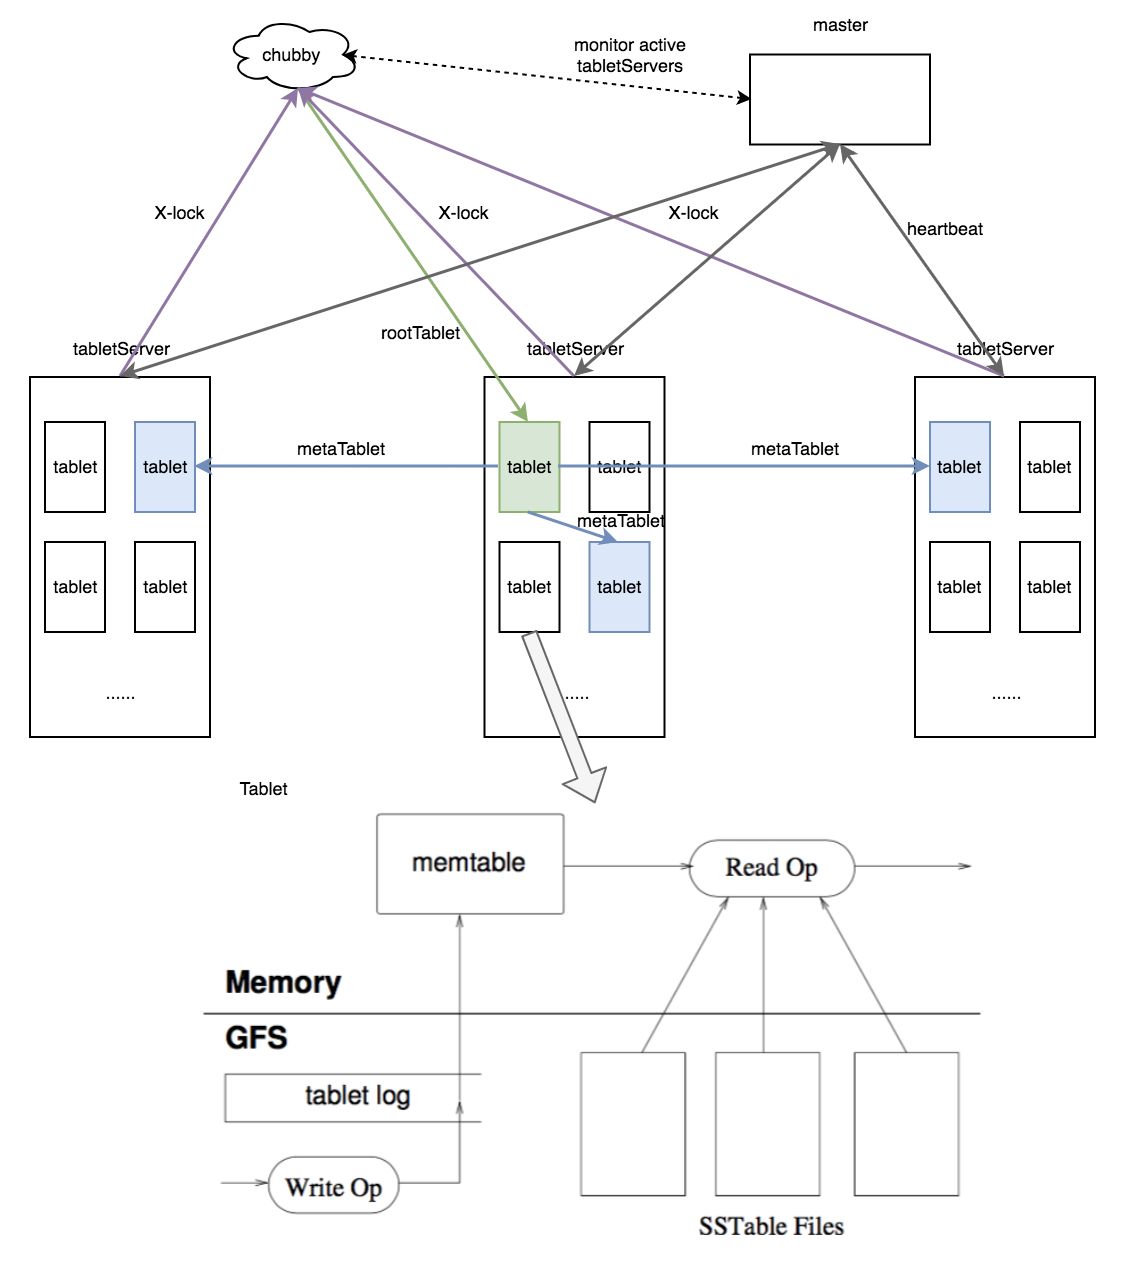 master
chubby
monitor active
tabletServers
X-lock
X-lock
X-lock
heartbeat
rootTablet
tabletServer
tabletServer
tabletServer
metaTablet
metaTablet
tablet
tablet
tablet
tablet
tablet
tablet
metaTablet
tablet
tablet
tablet
tablet
tablet
tablet
......
.....
......
Tablet
memtable
Read Op
Memory
GFS
tablet log
Write Op
SSTable Files